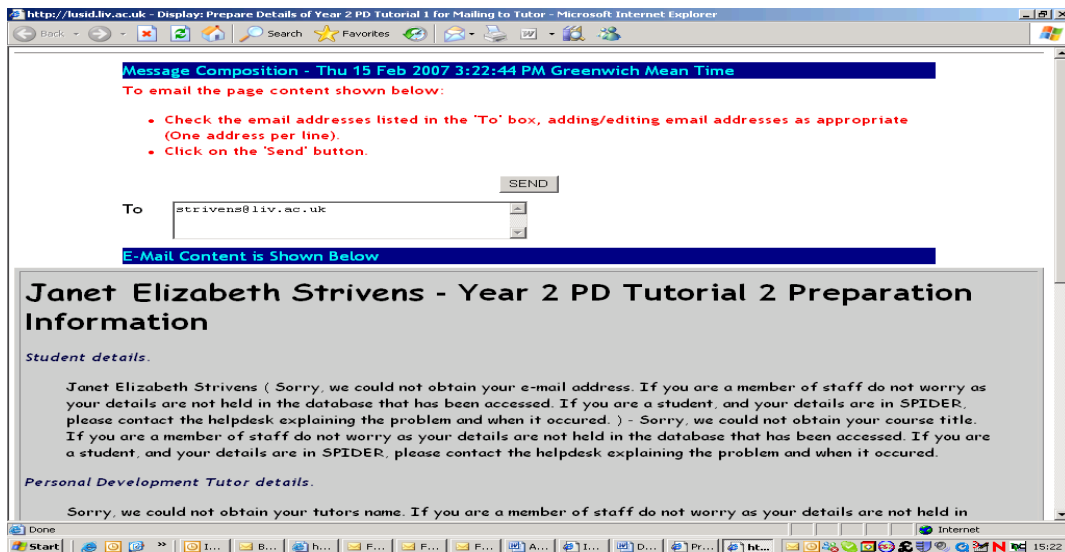 http://lusid.liv.ac.uk - Display: Prepare Details of Year 2 PD Tutorial 1 for Mailing to Tutor - Microsoft Internet Explorer
Back Search Favorites
Message Composition - Thu 15 Feb 2007 3:22:44 PM Greenwich Mean Time
To email the page content shown below:
• Check the email addresses listed in the 'To' box, adding/editing email addresses as appropriate
(One address per line).
• Click on the 'Send' button.
SEND
To strivens@liv.ac.uk
E-Mail Content is Shown Below
Janet Elizabeth Strivens - Year 2 PD Tutorial 2 Preparation
Information
Student details.
Janet Elizabeth Strivens ( Sorry, we could not obtain your e-mail address. If you are a member of staff do not worry as
your details are not held in the database that has been accessed. If you are a student, and your details are in SPIDER,
please contact the helpdesk explaining the problem and when it occured. ) - Sorry, we could not obtain your course title.
If you are a member of staff do not worry as your details are not held in the database that has been accessed. If you are
a student, and your details are in SPIDER, please contact the helpdesk explaining the problem and when it occured.
Personal Development Tutor details.
Sorry, we could not obtain your tutors name. If you are a member of staff do not worry as your details are not held in
Done Internet
Start » I... B... h... F... F... F... A... I... D... Pr... ht... 15:22